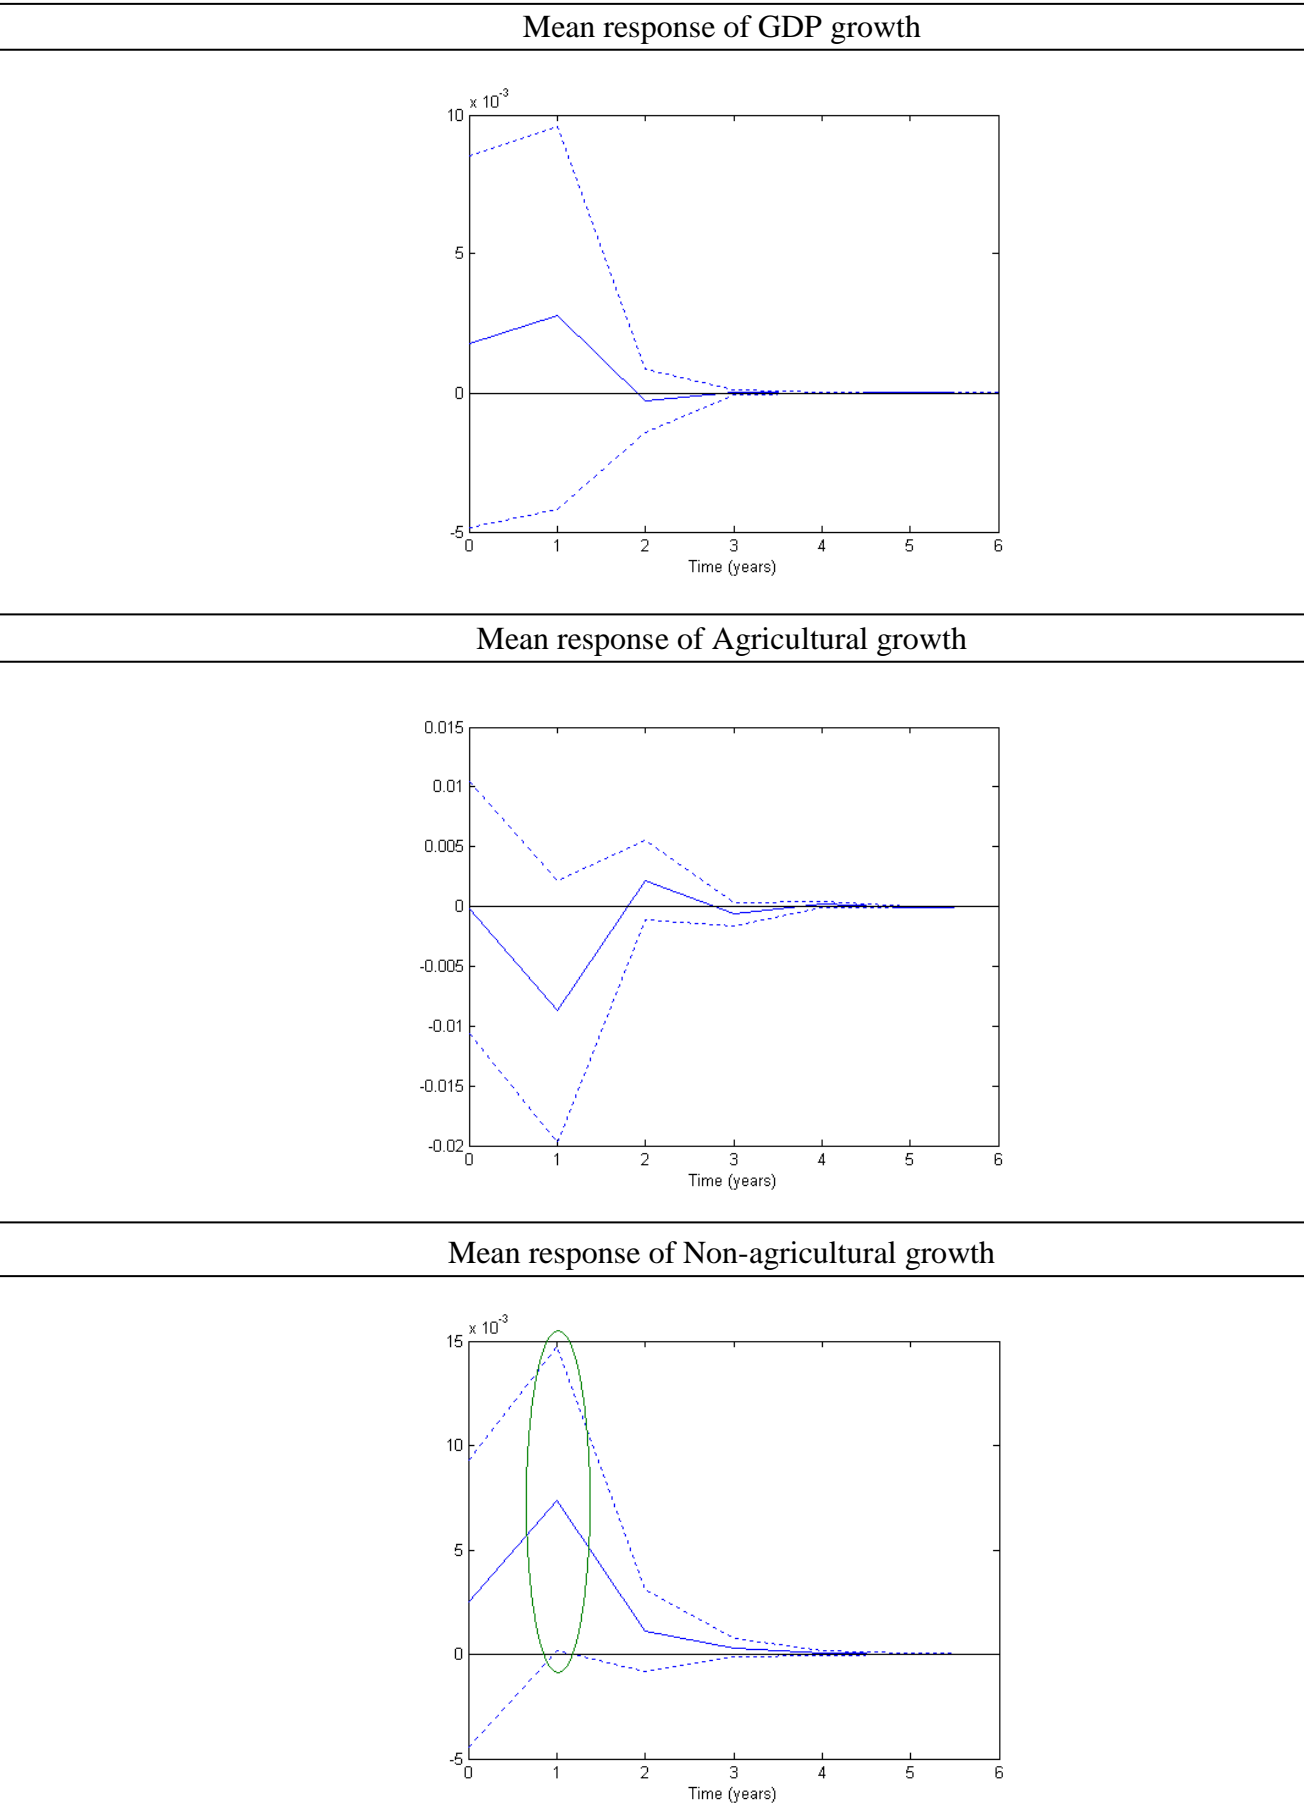 Mean response of GDP growth
x 10-3
10
5
0
-5
0 1 2 3 4 5 6
Time (years)
Mean response of Agricultural growth
0.015
0.01
0.005
0
-0.005
-0.01
-0.015
-0.02
0 1 2 3 4 5 6
Time (years)
Mean response of Non-agricultural growth
x 10-3
15
10
5
0
-5
0 1 2 3 4 5 6
Time (years)